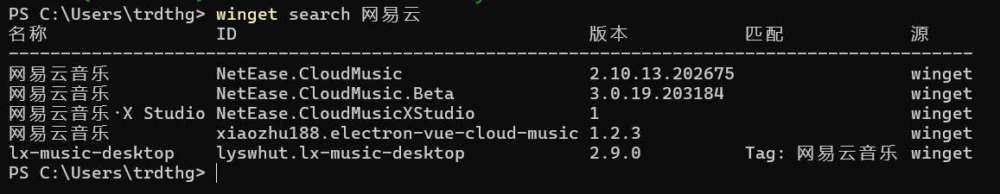 PS C:\Users\trdthg> winget search 网易云
名称 ID 版本 匹配 源
-----------------------------------------------------------------------------------------------
网易云音乐 NetEase.CloudMusic 2.10.13.202675 winget
网易云音乐 NetEase.CloudMusic.Beta 3.0.19.203184 winget
网易云音乐·X Studio NetEase.CloudMusicXStudio 1 winget
网易云音乐 xiaozhu188.electron-vue-cloud-music 1.2.3 winget
lx-music-desktop lyswhut.lx-music-desktop 2.9.0 Tag: 网易云音乐 winget
PS C:\Users\trdthg>